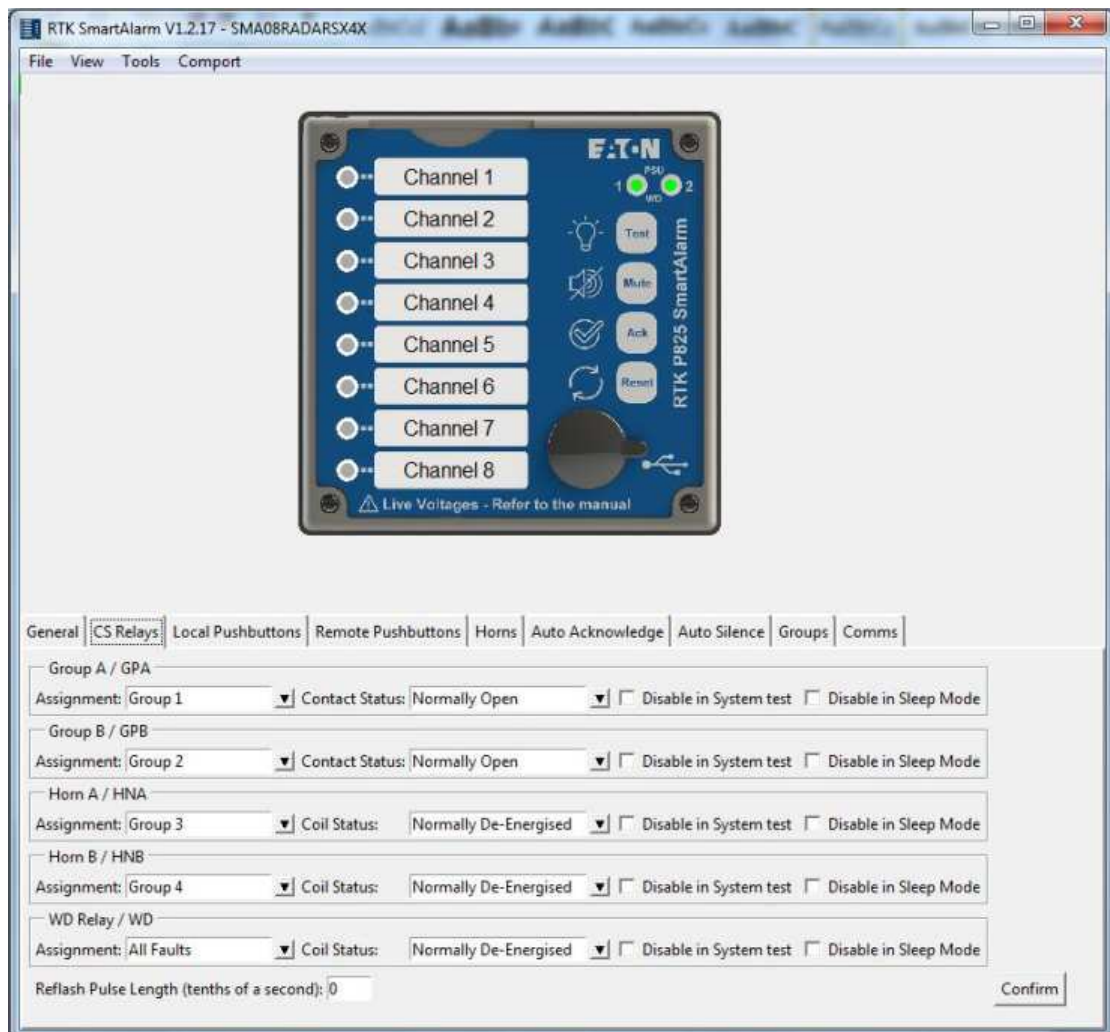 RTK SmartAlarm V1.2.17 - SMA08RADARSX4X
File View Tools Comport
EATON
PSU
1 2
WD
Channel 1
Channel 2
Channel 3
Channel 4
Channel 5
Channel 6
Channel 7
Channel 8
Test
Mute
Ack
Reset
RTK P825 SmartAlarm
Live Voltages - Refer to the manual
General CS Relays Local Pushbuttons Remote Pushbuttons Horns Auto Acknowledge Auto Silence Groups Comms
Group A / GPA
Assignment: Group 1 Contact Status: Normally Open Disable in System test Disable in Sleep Mode
Group B / GPB
Assignment: Group 2 Contact Status: Normally Open Disable in System test Disable in Sleep Mode
Horn A / HNA
Assignment: Group 3 Coil Status: Normally De-Energised Disable in System test Disable in Sleep Mode
Horn B / HNB
Assignment: Group 4 Coil Status: Normally De-Energised Disable in System test Disable in Sleep Mode
WD Relay / WD
Assignment: All Faults Coil Status: Normally De-Energised Disable in System test Disable in Sleep Mode
Reflash Pulse Length (tenths of a second): 0 Confirm